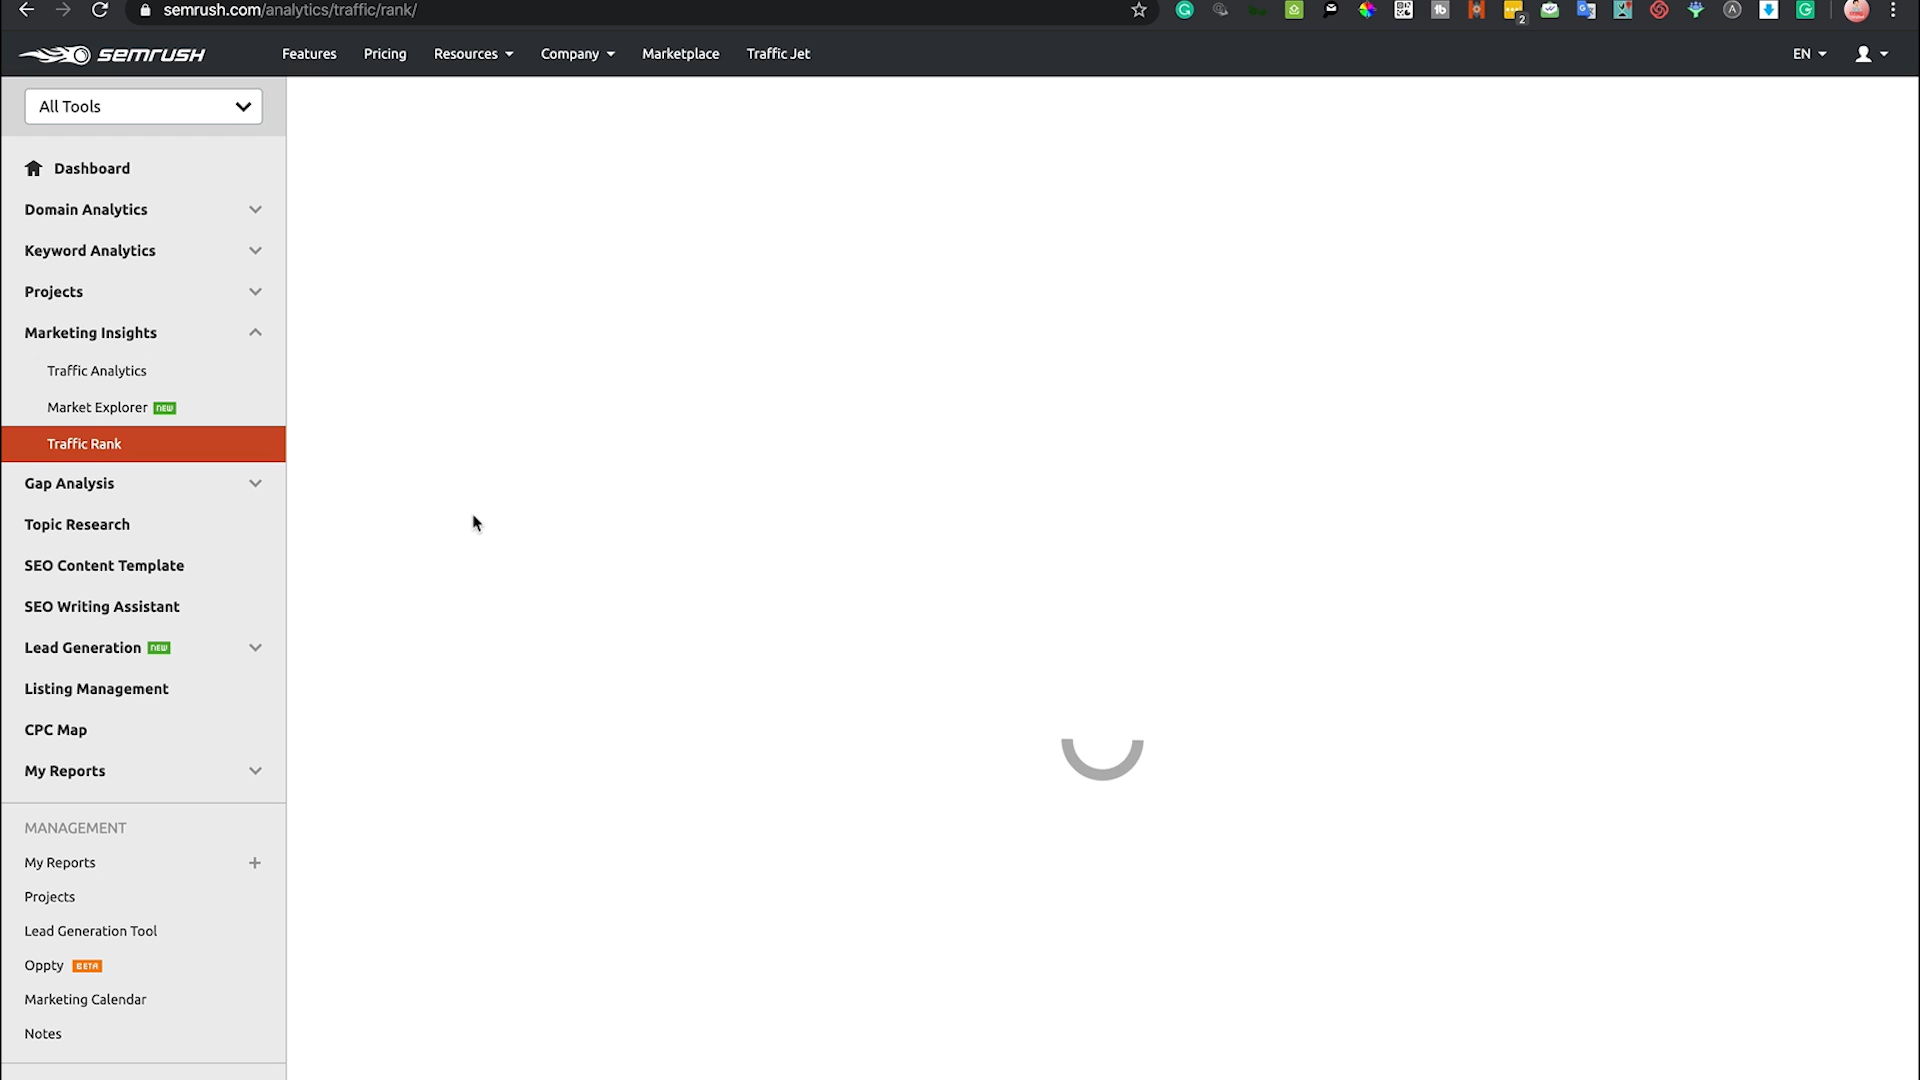 semrush.com/analytics/traffic/rank/
2
semrush
Features
Pricing
Resources
Company
Marketplace
Traffic Jet
EN
All Tools
Dashboard
Domain Analytics
Keyword Analytics
Projects
Marketing Insights
Traffic Analytics
Market Explorer new
Traffic Rank
Gap Analysis
Topic Research
SEO Content Template
SEO Writing Assistant
Lead Generation new
Listing Management
CPC Map
My Reports
MANAGEMENT
My Reports
Projects
Lead Generation Tool
Oppty BETA
Marketing Calendar
Notes